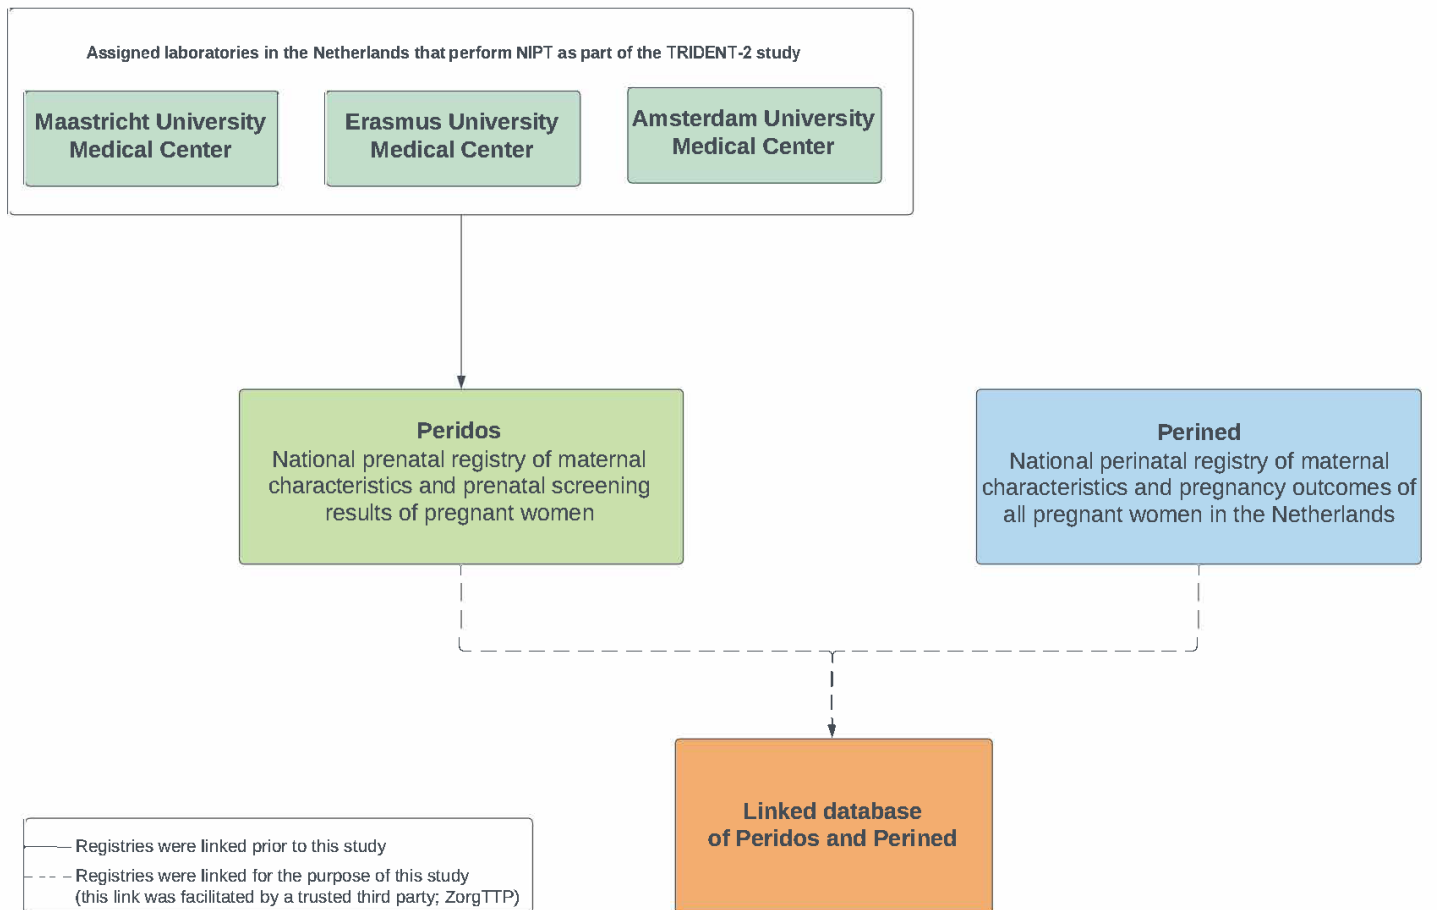 Assigned laboratories in the Netherlands that perform NIPT as part of the TRIDENT-2 study
Maastricht University
Medical Center
Erasmus University
Medical Center
Amsterdam University
Medical Center
Peridos
National prenatal registry of maternal
characteristics and prenatal screening
results of pregnant women
Perined
National perinatal registry of maternal
characteristics and pregnancy outcomes of
all pregnant women in the Netherlands
Linked database
of Peridos and Perined
Registries were linked prior to this study
Registries were linked for the purpose of this study
(this link was facilitated by a trusted third party; ZorgTTP)